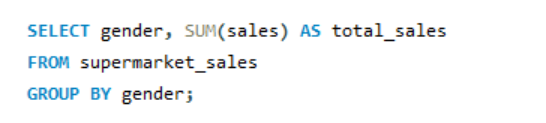 SELECT gender, SUM(sales) AS total_sales
FROM supermarket_sales
GROUP BY gender;